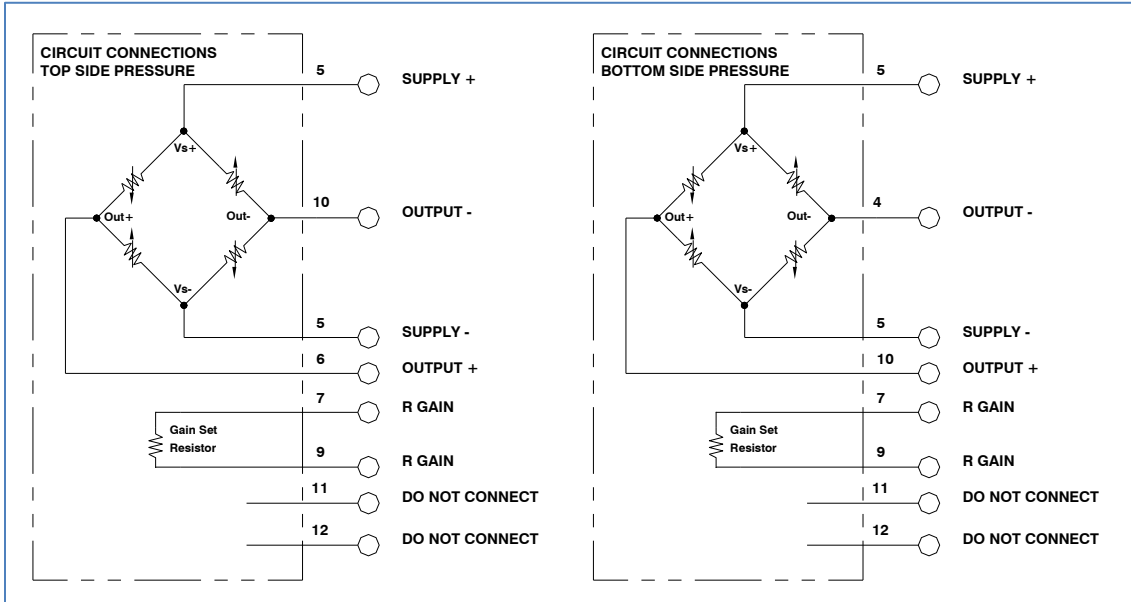 CIRCUIT CONNECTIONS
TOP SIDE PRESSURE
5
SUPPLY +
Vs+
Out+
Out-
10
OUTPUT -
Vs-
5
SUPPLY -
6
OUTPUT +
7
R GAIN
Gain Set
Resistor
9
R GAIN
11
DO NOT CONNECT
12
DO NOT CONNECT
CIRCUIT CONNECTIONS
BOTTOM SIDE PRESSURE
5
SUPPLY +
Vs+
Out+
Out-
4
OUTPUT -
Vs-
5
SUPPLY -
10
OUTPUT +
7
R GAIN
Gain Set
Resistor
9
R GAIN
11
DO NOT CONNECT
12
DO NOT CONNECT